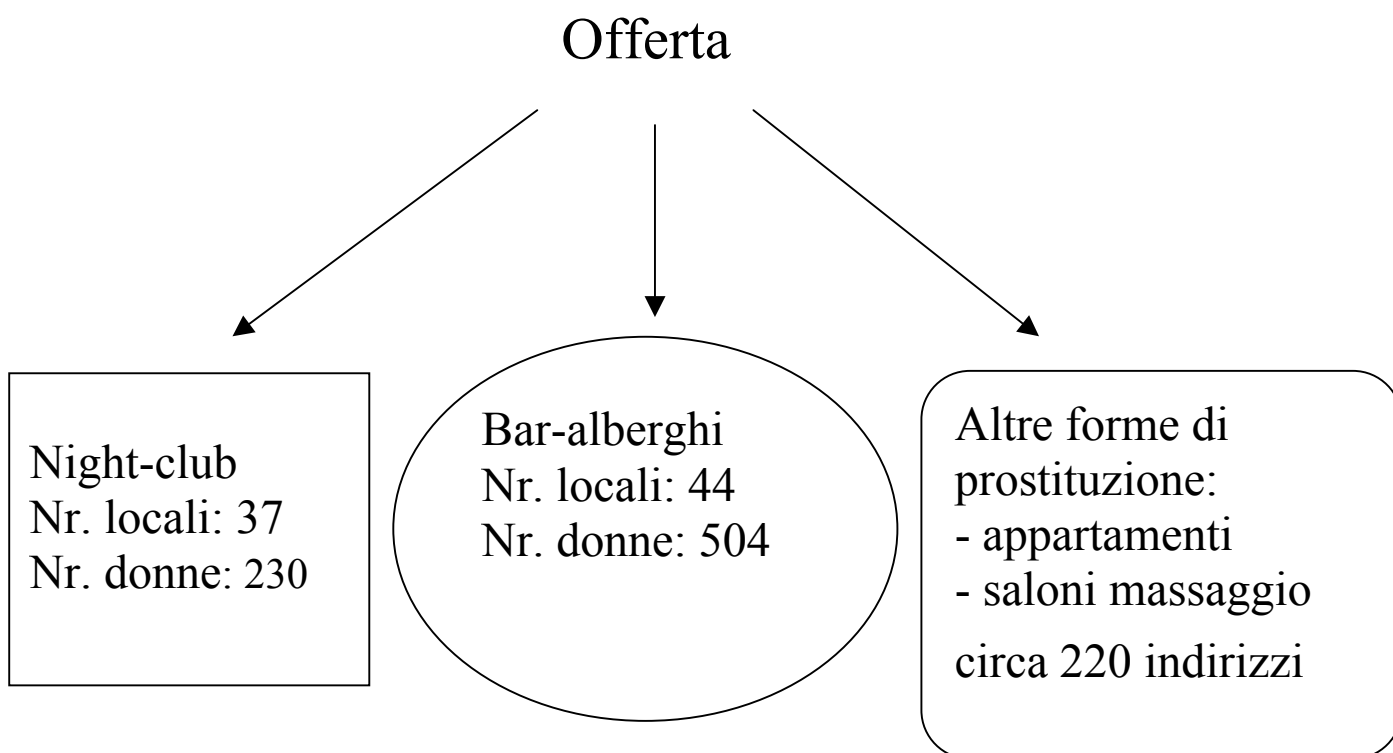 Offerta
Night-club
Nr. locali: 37
Nr. donne: 230
Bar-alberghi
Nr. locali: 44
Nr. donne: 504
Altre forme di
prostituzione:
- appartamenti
- saloni massaggio
circa 220 indirizzi